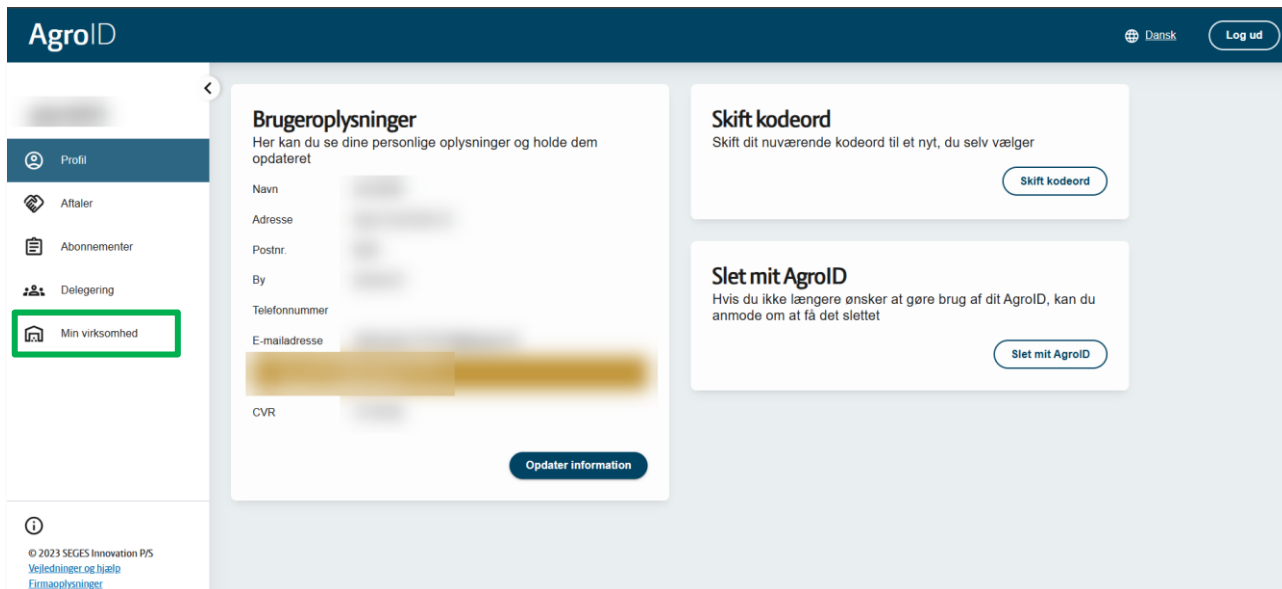 AgroID
Dansk
Log ud
Profil
Aftaler
Abonnementer
Delegering
Min virksomhed
© 2023 SEGES Innovation P/S
Vejledninger og hjælp
Firmaoplysninger
Brugeroplysninger
Her kan du se dine personlige oplysninger og holde dem
opdateret
Navn
Adresse
Postnr.
By
Telefonnummer
E-mailadresse
CVR
Opdater information
Skift kodeord
Skift dit nuværende kodeord til et nyt, du selv vælger
Skift kodeord
Slet mit AgroID
Hvis du ikke længere ønsker at gøre brug af dit AgroID, kan du
anmode om at få det slettet
Slet mit AgroID